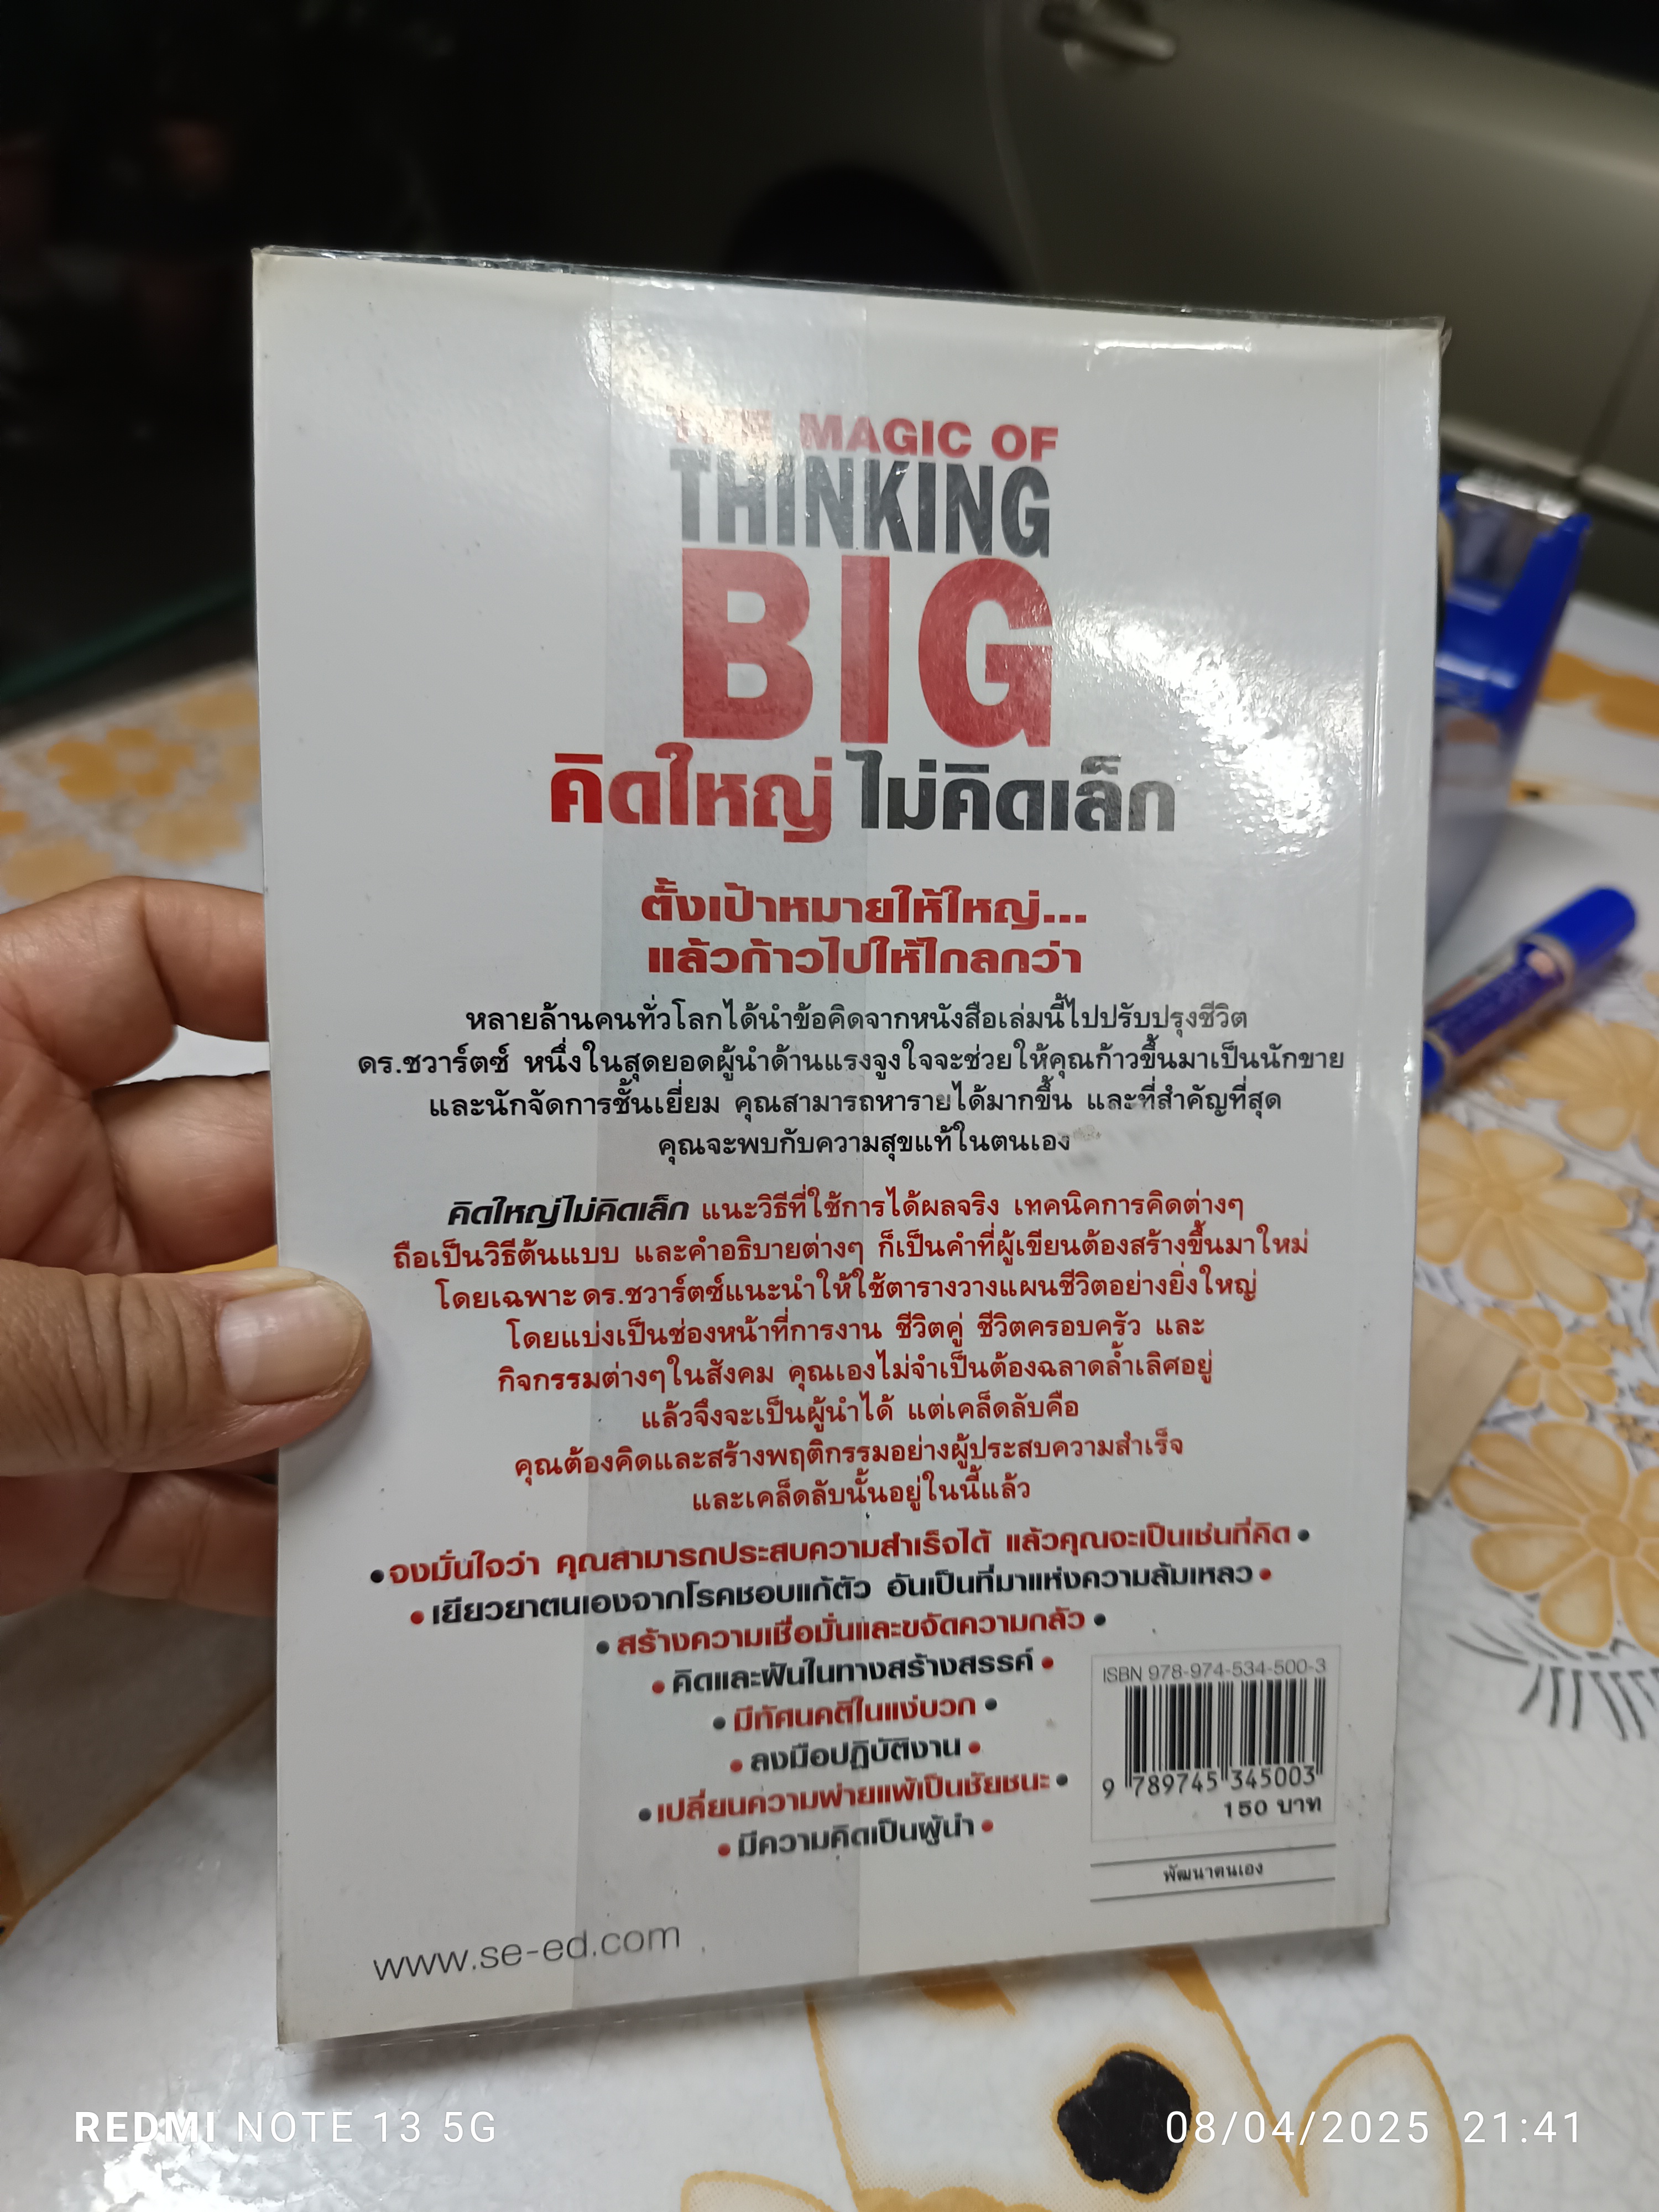 THE MAGIC OF
THINKING
BIG
คิดใหญ่ ไม่คิดเล็ก
ตั้งเป้าหมายให้ใหญ่...
แล้วก้าวไปให้ไกลกว่า
หลายล้านคนทั่วโลกได้นำข้อคิดจากหนังสือเล่มนี้ไปปรับปรุงชีวิต
ดร.ชวาร์ตซ์ หนึ่งในสุดยอดผู้นำด้านแรงจูงใจจะช่วยให้คุณก้าวขึ้นมาเป็นนักขาย
และนักจัดการชั้นเยี่ยม คุณสามารถหารายได้มากขึ้น และที่สำคัญที่สุด
คุณจะพบกับความสุขแท้ในตนเอง
คิดใหญ่ไม่คิดเล็ก แนะวิธีที่ใช้การได้ผลจริง เทคนิคการคิดต่างๆ
ถือเป็นวิธีต้นแบบ และคำอธิบายต่างๆ ก็เป็นคำที่ผู้เขียนต้องสร้างขึ้นมาใหม่
โดยเฉพาะ ดร.ชวาร์ตซ์แนะนำให้ใช้ตารางวางแผนชีวิตอย่างยิ่งใหญ่
โดยแบ่งเป็นช่องหน้าที่การงาน ชีวิตคู่ ชีวิตครอบครัว และ
กิจกรรมต่างๆในสังคม คุณเองไม่จำเป็นต้องฉลาดล้ำเลิศอยู่
แล้วจึงจะเป็นผู้นำได้ แต่เคล็ดลับคือ
คุณต้องคิดและสร้างพฤติกรรมอย่างผู้ประสบความสำเร็จ
และเคล็ดลับนั้นอยู่ในนี้แล้ว
• จงมั่นใจว่า คุณสามารถประสบความสำเร็จได้ แล้วคุณจะเป็นเช่นที่คิด •
• เยียวยาตนเองจากโรคชอบแก้ตัว อันเป็นที่มาแห่งความล้มเหลว •
• สร้างความเชื่อมั่นและขจัดความกลัว •
• คิดและฝันในทางสร้างสรรค์ •
• มีทัศนคติในแง่บวก •
• ลงมือปฏิบัติงาน •
• เปลี่ยนความพ่ายแพ้เป็นชัยชนะ •
• มีความคิดเป็นผู้นำ •
ISBN 978-974-534-500-3
9 789745 345003
150 บาท
พัฒนาตนเอง
www.se-ed.com
REDMI NOTE 13 5G
08/04/2025 21:41